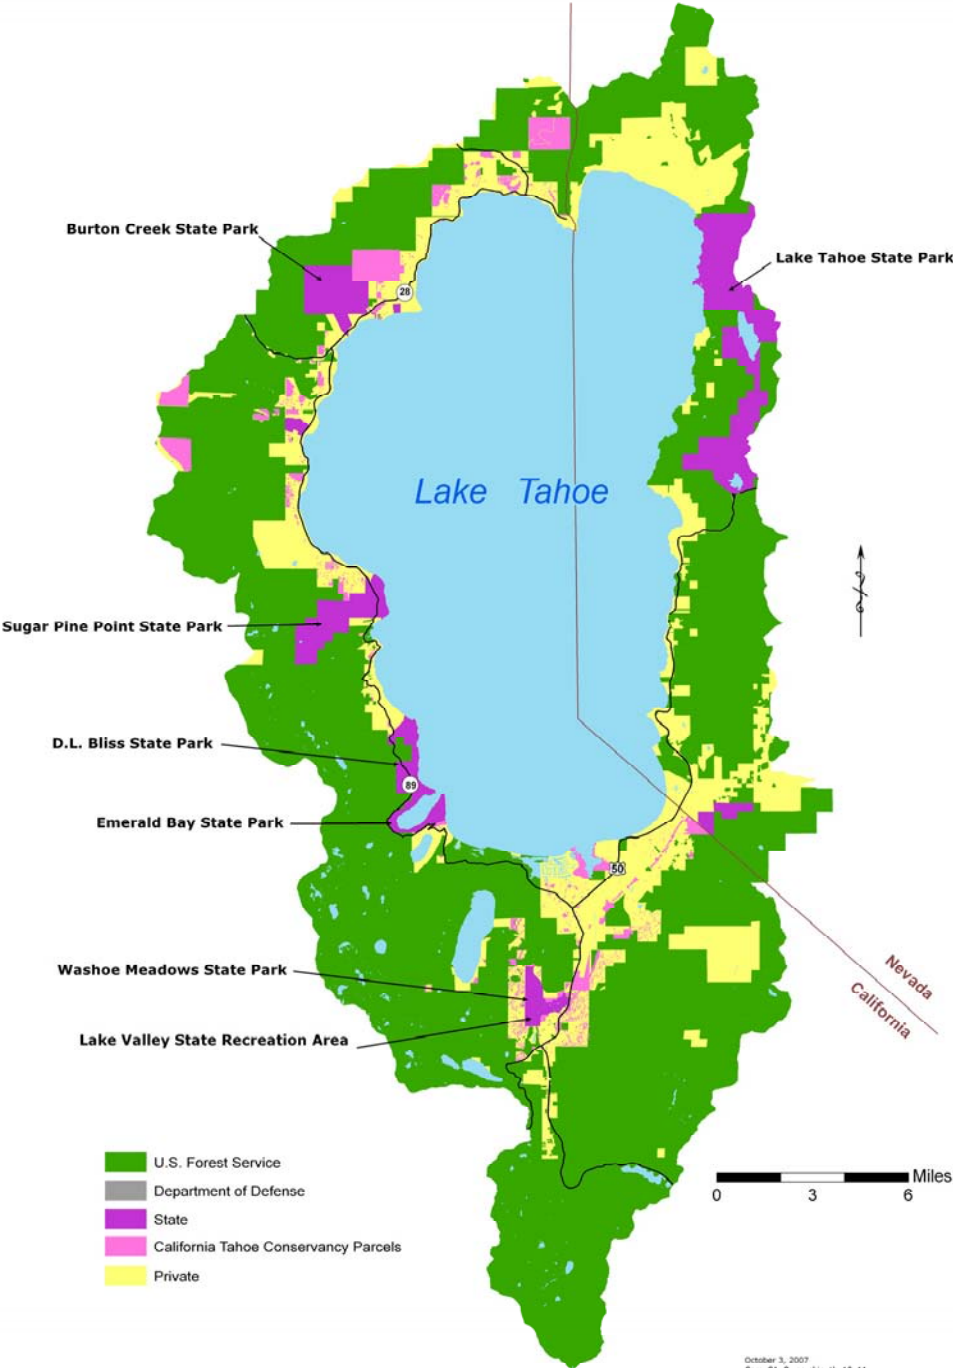 Burton Creek State Park
Lake Tahoe State Park
28
Lake Tahoe
Sugar Pine Point State Park
D.L. Bliss State Park
89
Emerald Bay State Park
50
Washoe Meadows State Park
Nevada
California
Lake Valley State Recreation Area
U.S. Forest Service
Department of Defense
State
California Tahoe Conservancy Parcels
Private
Miles
0 3 6
October 3, 2007